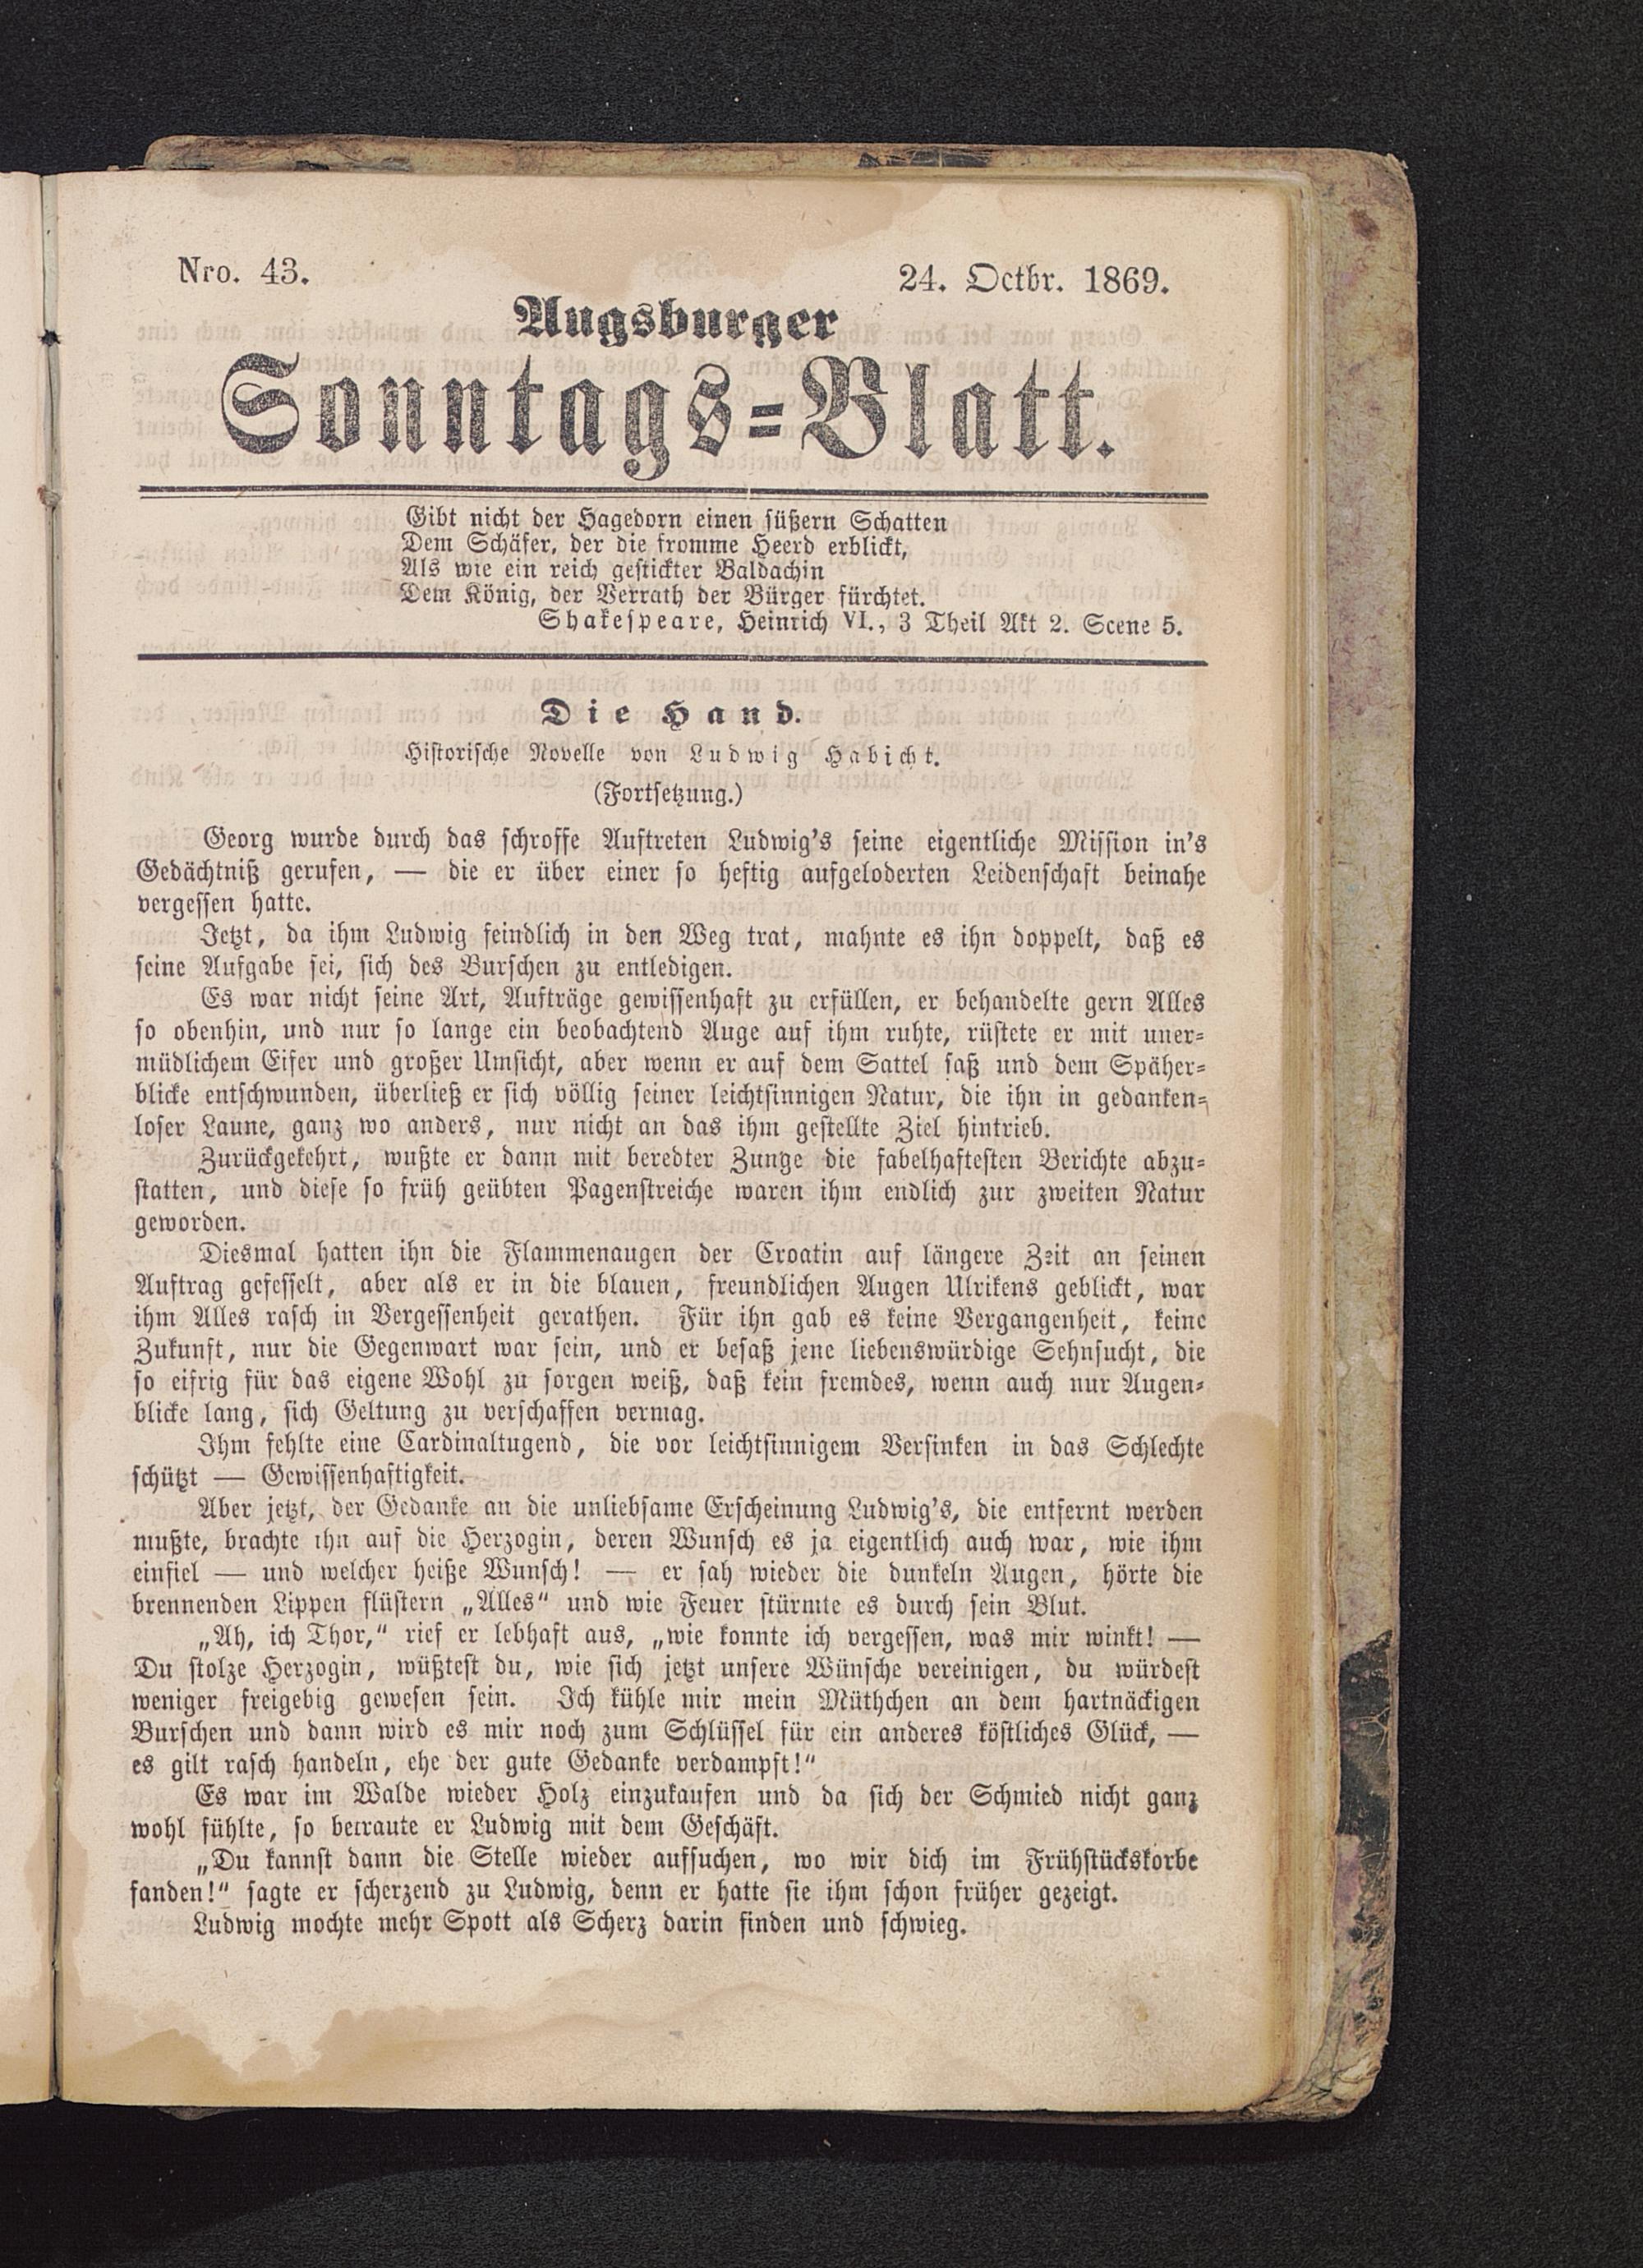 Nro. 43.
24. Octbr. 1869.
Augsburger
Sonntags=Blatt.
Gibt nicht der Hagedorn einen süßern Schatten
Dem Schäfer, der die fromme Heerd erblickt,
Als wie ein reich gestickter Baldachin
Dem König, der Verrath der Bürger fürchtet.
Shakespeare, Heinrich VI., 3 Theil Akt 2. Scene 5.
Die Hand.
Historische Novelle von Ludwig Habicht.
(Fortsetzung.)
Georg wurde durch das schroffe Auftreten Ludwig's seine eigentliche Mission in's
Gedächtniß gerufen, — die er über einer so heftig aufgeloderten Leidenschaft beinahe
vergessen hatte.
Jetzt, da ihm Ludwig feindlich in den Weg trat, mahnte es ihn doppelt, daß es
seine Aufgabe sei, sich des Burschen zu entledigen.
Es war nicht seine Art, Aufträge gewissenhaft zu erfüllen, er behandelte gern Alles
so obenhin, und nur so lange ein beobachtend Auge auf ihm ruhte, rüstete er mit uner=
müdlichem Eifer und großer Umsicht, aber wenn er auf dem Sattel saß und dem Späher=
blicke entschwunden, überließ er sich völlig seiner leichtsinnigen Natur, die ihn in gedanken=
loser Laune, ganz wo anders, nur nicht an das ihm gestellte Ziel hintrieb.
Zurückgekehrt, wußte er dann mit beredter Zunge die fabelhaftesten Berichte abzu=
statten, und diese so früh geübten Pagenstreiche waren ihm endlich zur zweiten Natur
geworden.
Diesmal hatten ihn die Flammenaugen der Croatin auf längere Zeit an seinen
Auftrag gefesselt, aber als er in die blauen, freundlichen Augen Ulrikens geblickt, war
ihm Alles rasch in Vergessenheit gerathen. Für ihn gab es keine Vergangenheit, keine
Zukunft, nur die Gegenwart war sein, und er besaß jene liebenswürdige Sehnsucht, die
so eifrig für das eigene Wohl zu sorgen weiß, daß kein fremdes, wenn auch nur Augen=
blicke lang, sich Geltung zu verschaffen vermag.
Ihm fehlte eine Cardinaltugend, die vor leichtsinnigem Versinken in das Schlechte
schützt — Gewissenhaftigkeit.
Aber jetzt, der Gedanke an die unliebsame Erscheinung Ludwig's, die entfernt werden
mußte, brachte ihn auf die Herzogin, deren Wunsch es ja eigentlich auch war, wie ihm
einfiel — und welcher heiße Wunsch! — er sah wieder die dunkeln Augen, hörte die
brennenden Lippen flüstern „Alles“ und wie Feuer stürmte es durch sein Blut.
„Ah, ich Thor,“ rief er lebhaft aus, „wie konnte ich vergessen, was mir winkt! —
Du stolze Herzogin, wüßtest du, wie sich jetzt unsere Wünsche vereinigen, du würdest
weniger freigebig gewesen sein. Ich kühle mir mein Müthchen an dem hartnäckigen
Burschen und dann wird es mir noch zum Schlüssel für ein anderes köstliches Glück, —
es gilt rasch handeln, ehe der gute Gedanke verdampft!“
Es war im Walde wieder Holz einzukaufen und da sich der Schmied nicht ganz
wohl fühlte, so betraute er Ludwig mit dem Geschäft.
„Du kannst dann die Stelle wieder aufsuchen, wo wir dich im Frühstückskorbe
fanden!“ sagte er scherzend zu Ludwig, denn er hatte sie ihm schon früher gezeigt.
Ludwig mochte mehr Spott als Scherz darin finden und schwieg.